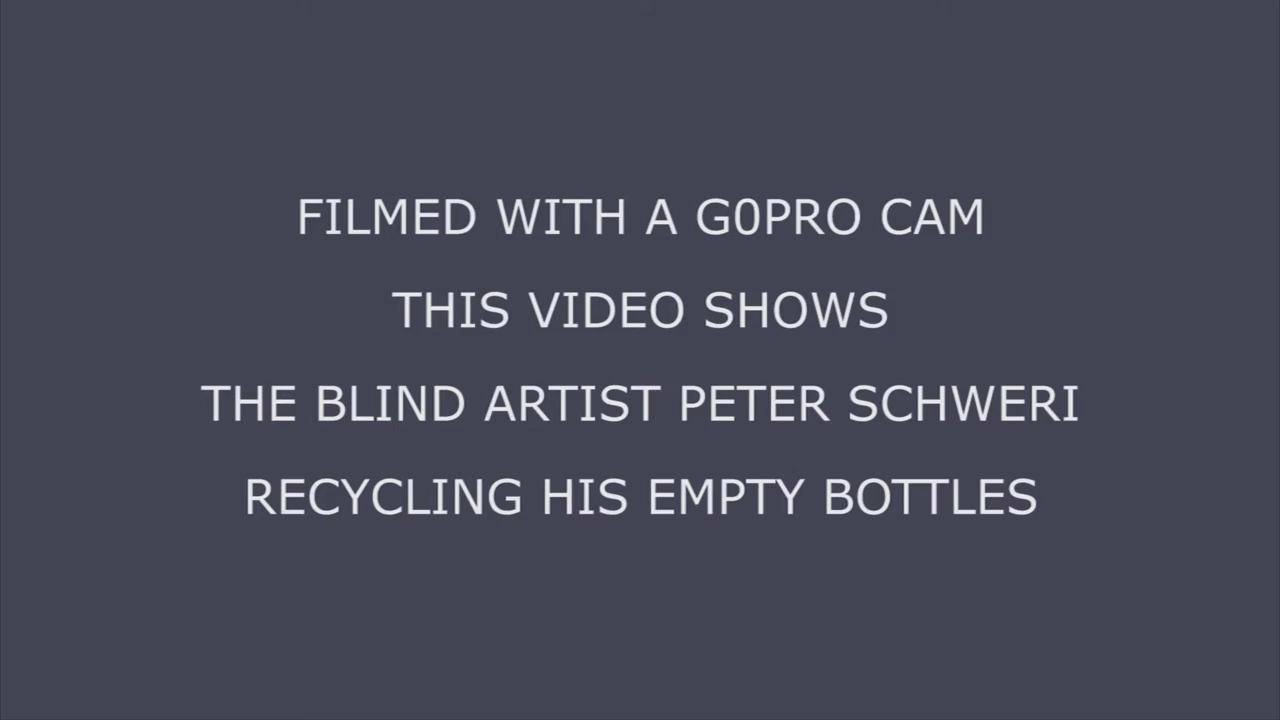 FILMED WITH A G0PRO CAM
THIS VIDEO SHOWS
THE BLIND ARTIST PETER SCHWERI
RECYCLING HIS EMPTY BOTTLES